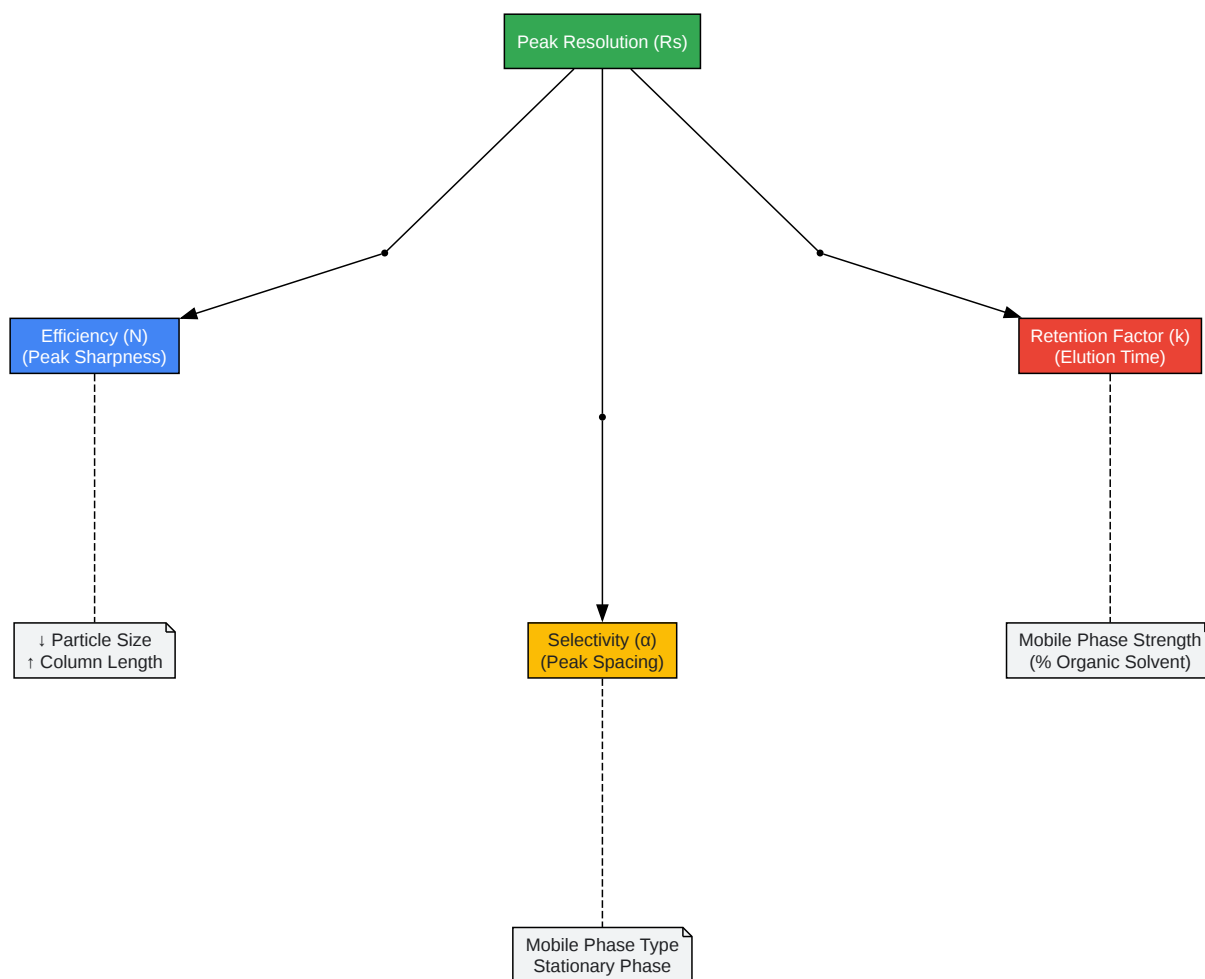 Peak Resolution (Rs)
Efficiency (N)
(Peak Sharpness)
Retention Factor (k)
(Elution Time)
↓ Particle Size
↑ Column Length
Selectivity (α)
(Peak Spacing)
Mobile Phase Strength
(% Organic Solvent)
Mobile Phase Type
Stationary Phase